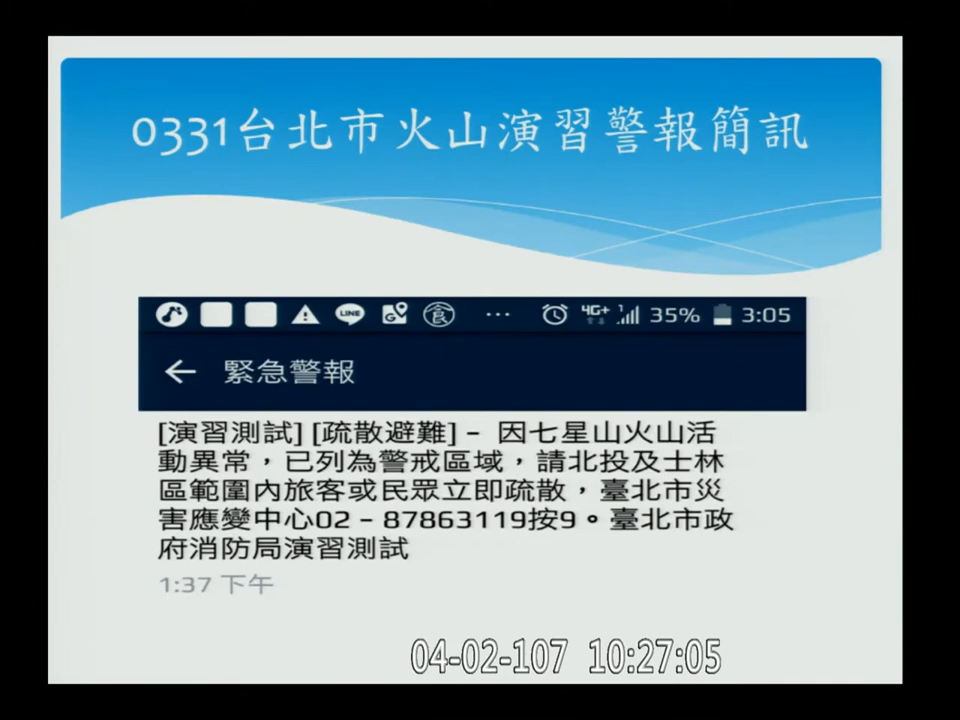 0331台北市火山演習警報簡訊
LINE G 食 ... 4G+ 35% 3:05
← 緊急警報
[演習測試] [疏散避難] - 因七星山火山活
動異常，已列為警戒區域，請北投及士林
區範圍內旅客或民眾立即疏散，臺北市災
害應變中心02-87863119按9。臺北市政
府消防局演習測試
1:37 下午
04-02-107 10:27:05